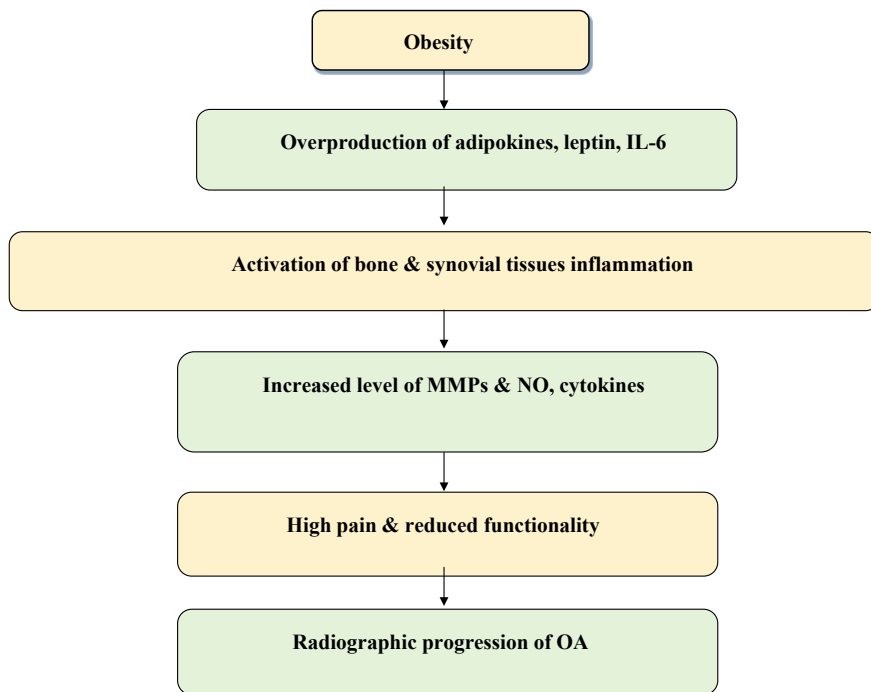 Obesity
Overproduction of adipokines, leptin, IL-6
Activation of bone & synovial tissues inflammation
Increased level of MMPs & NO, cytokines
High pain & reduced functionality
Radiographic progression of OA